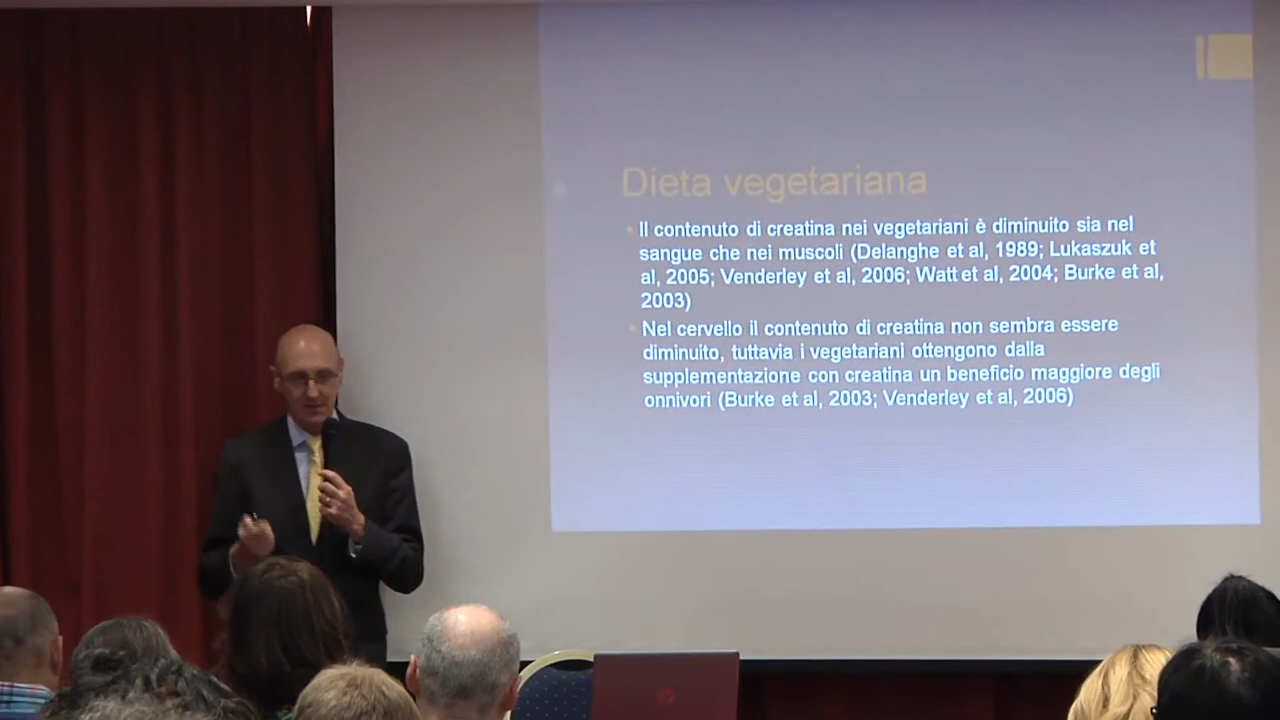 Dieta vegetariana
Il contenuto di creatina nei vegetariani è diminuito sia nel
sangue che nei muscoli (Delanghe et al, 1989; Lukaszuk et
al, 2005; Venderley et al, 2006; Watt et al, 2004; Burke et al,
2003)
Nel cervello il contenuto di creatina non sembra essere
diminuito, tuttavia i vegetariani ottengono dalla
supplementazione con creatina un beneficio maggiore degli
onnivori (Burke et al, 2003; Venderley et al, 2006)